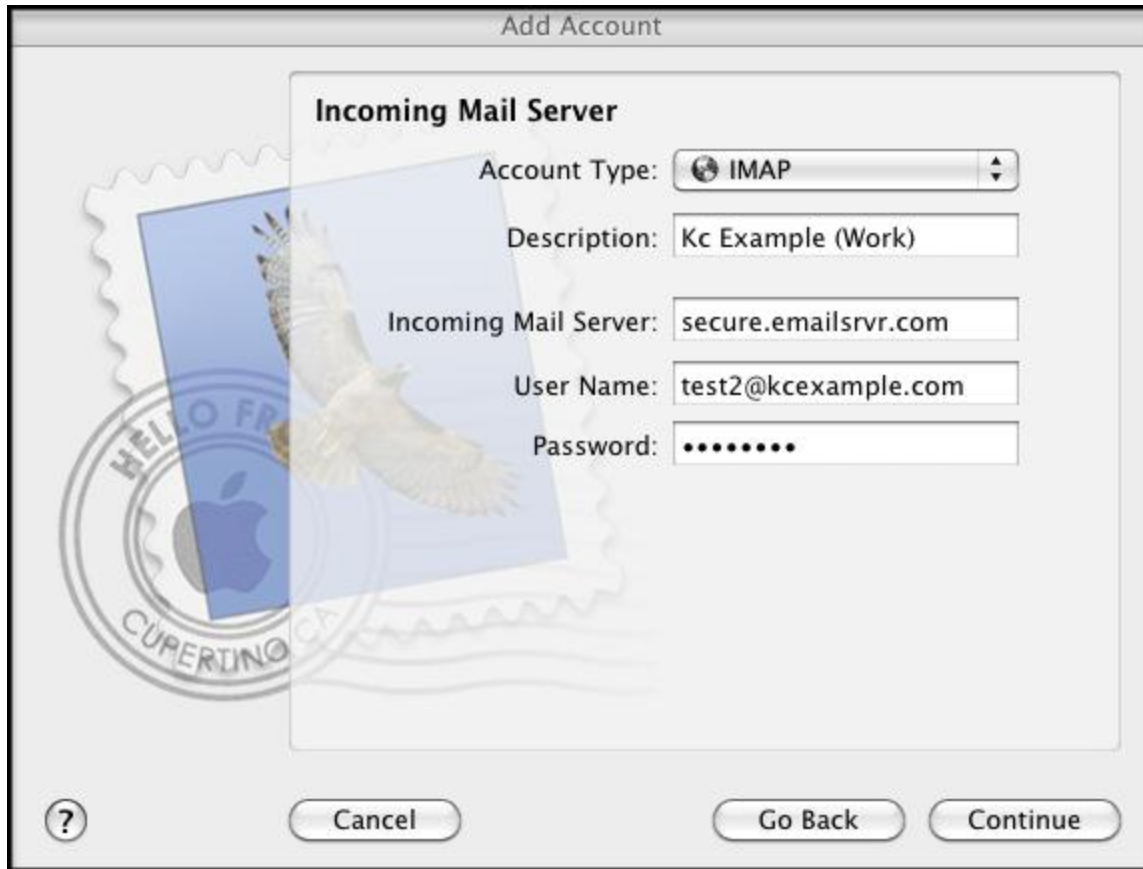 Add Account
Incoming Mail Server
Account Type: IMAP
Description: Kc Example (Work)
Incoming Mail Server: secure.emailsrvr.com
User Name: test2@kcexample.com
Password: ••••••••
HELLO FR
CUPERTINO CA
?
Cancel
Go Back
Continue